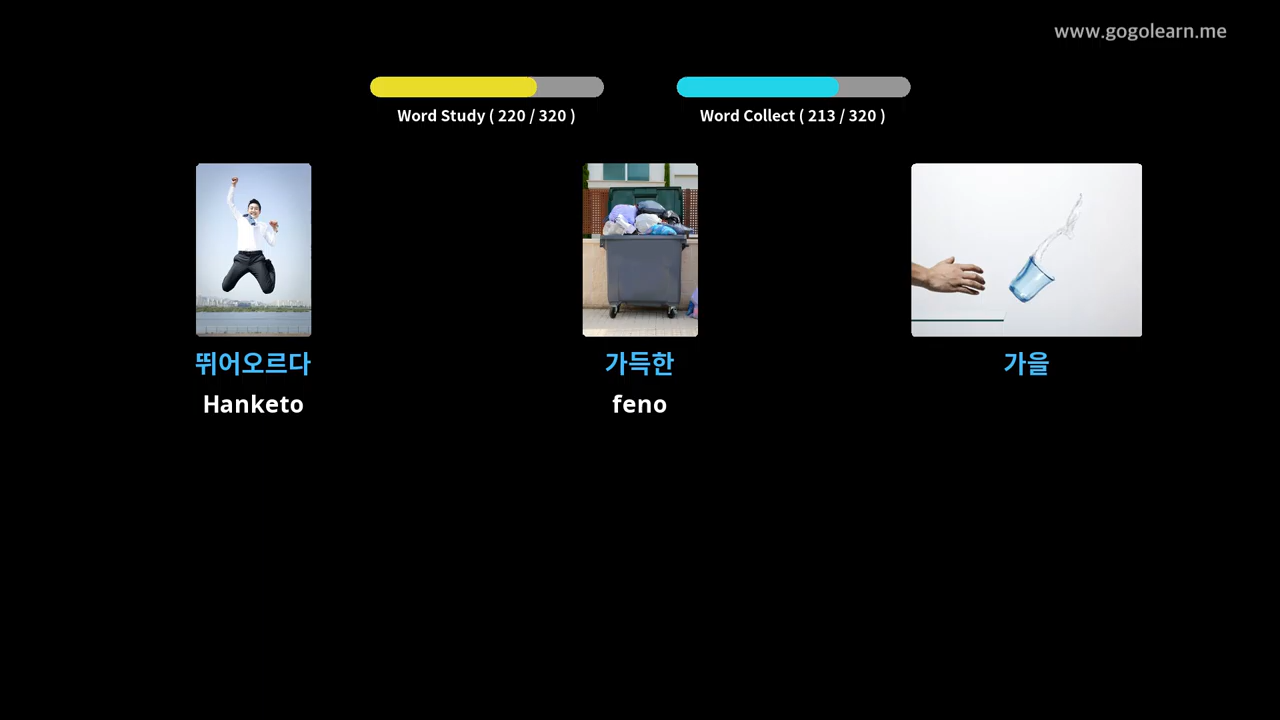 www.gogolearn.me
Word Study ( 220 / 320 )
Word Collect ( 213 / 320 )
뛰어오르다
가득한
가을
Hanketo
feno